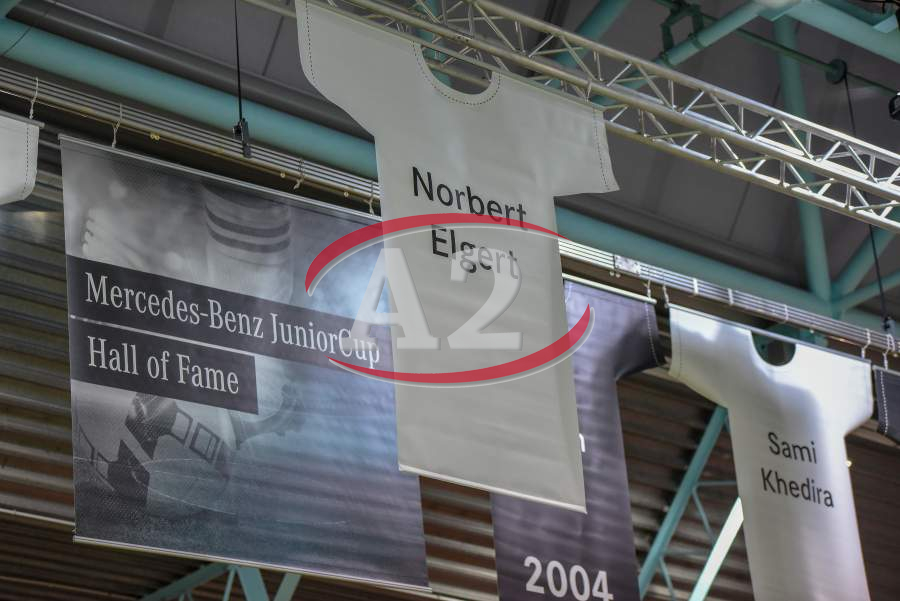 Mercedes-Benz JuniorCup
Hall of Fame
Norbert
Elgert
A2
2004
Sami
Khedira